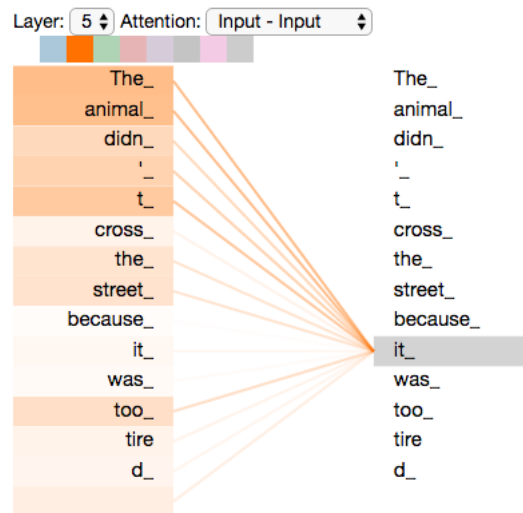 Layer: 5 Attention: Input - Input
The_ The_
animal_ animal_
didn_ didn_
'_ '_
t_ t_
cross_ cross_
the_ the_
street_ street_
because_ because_
it_ it_
was_ was_
too_ too_
tire tire
d_ d_